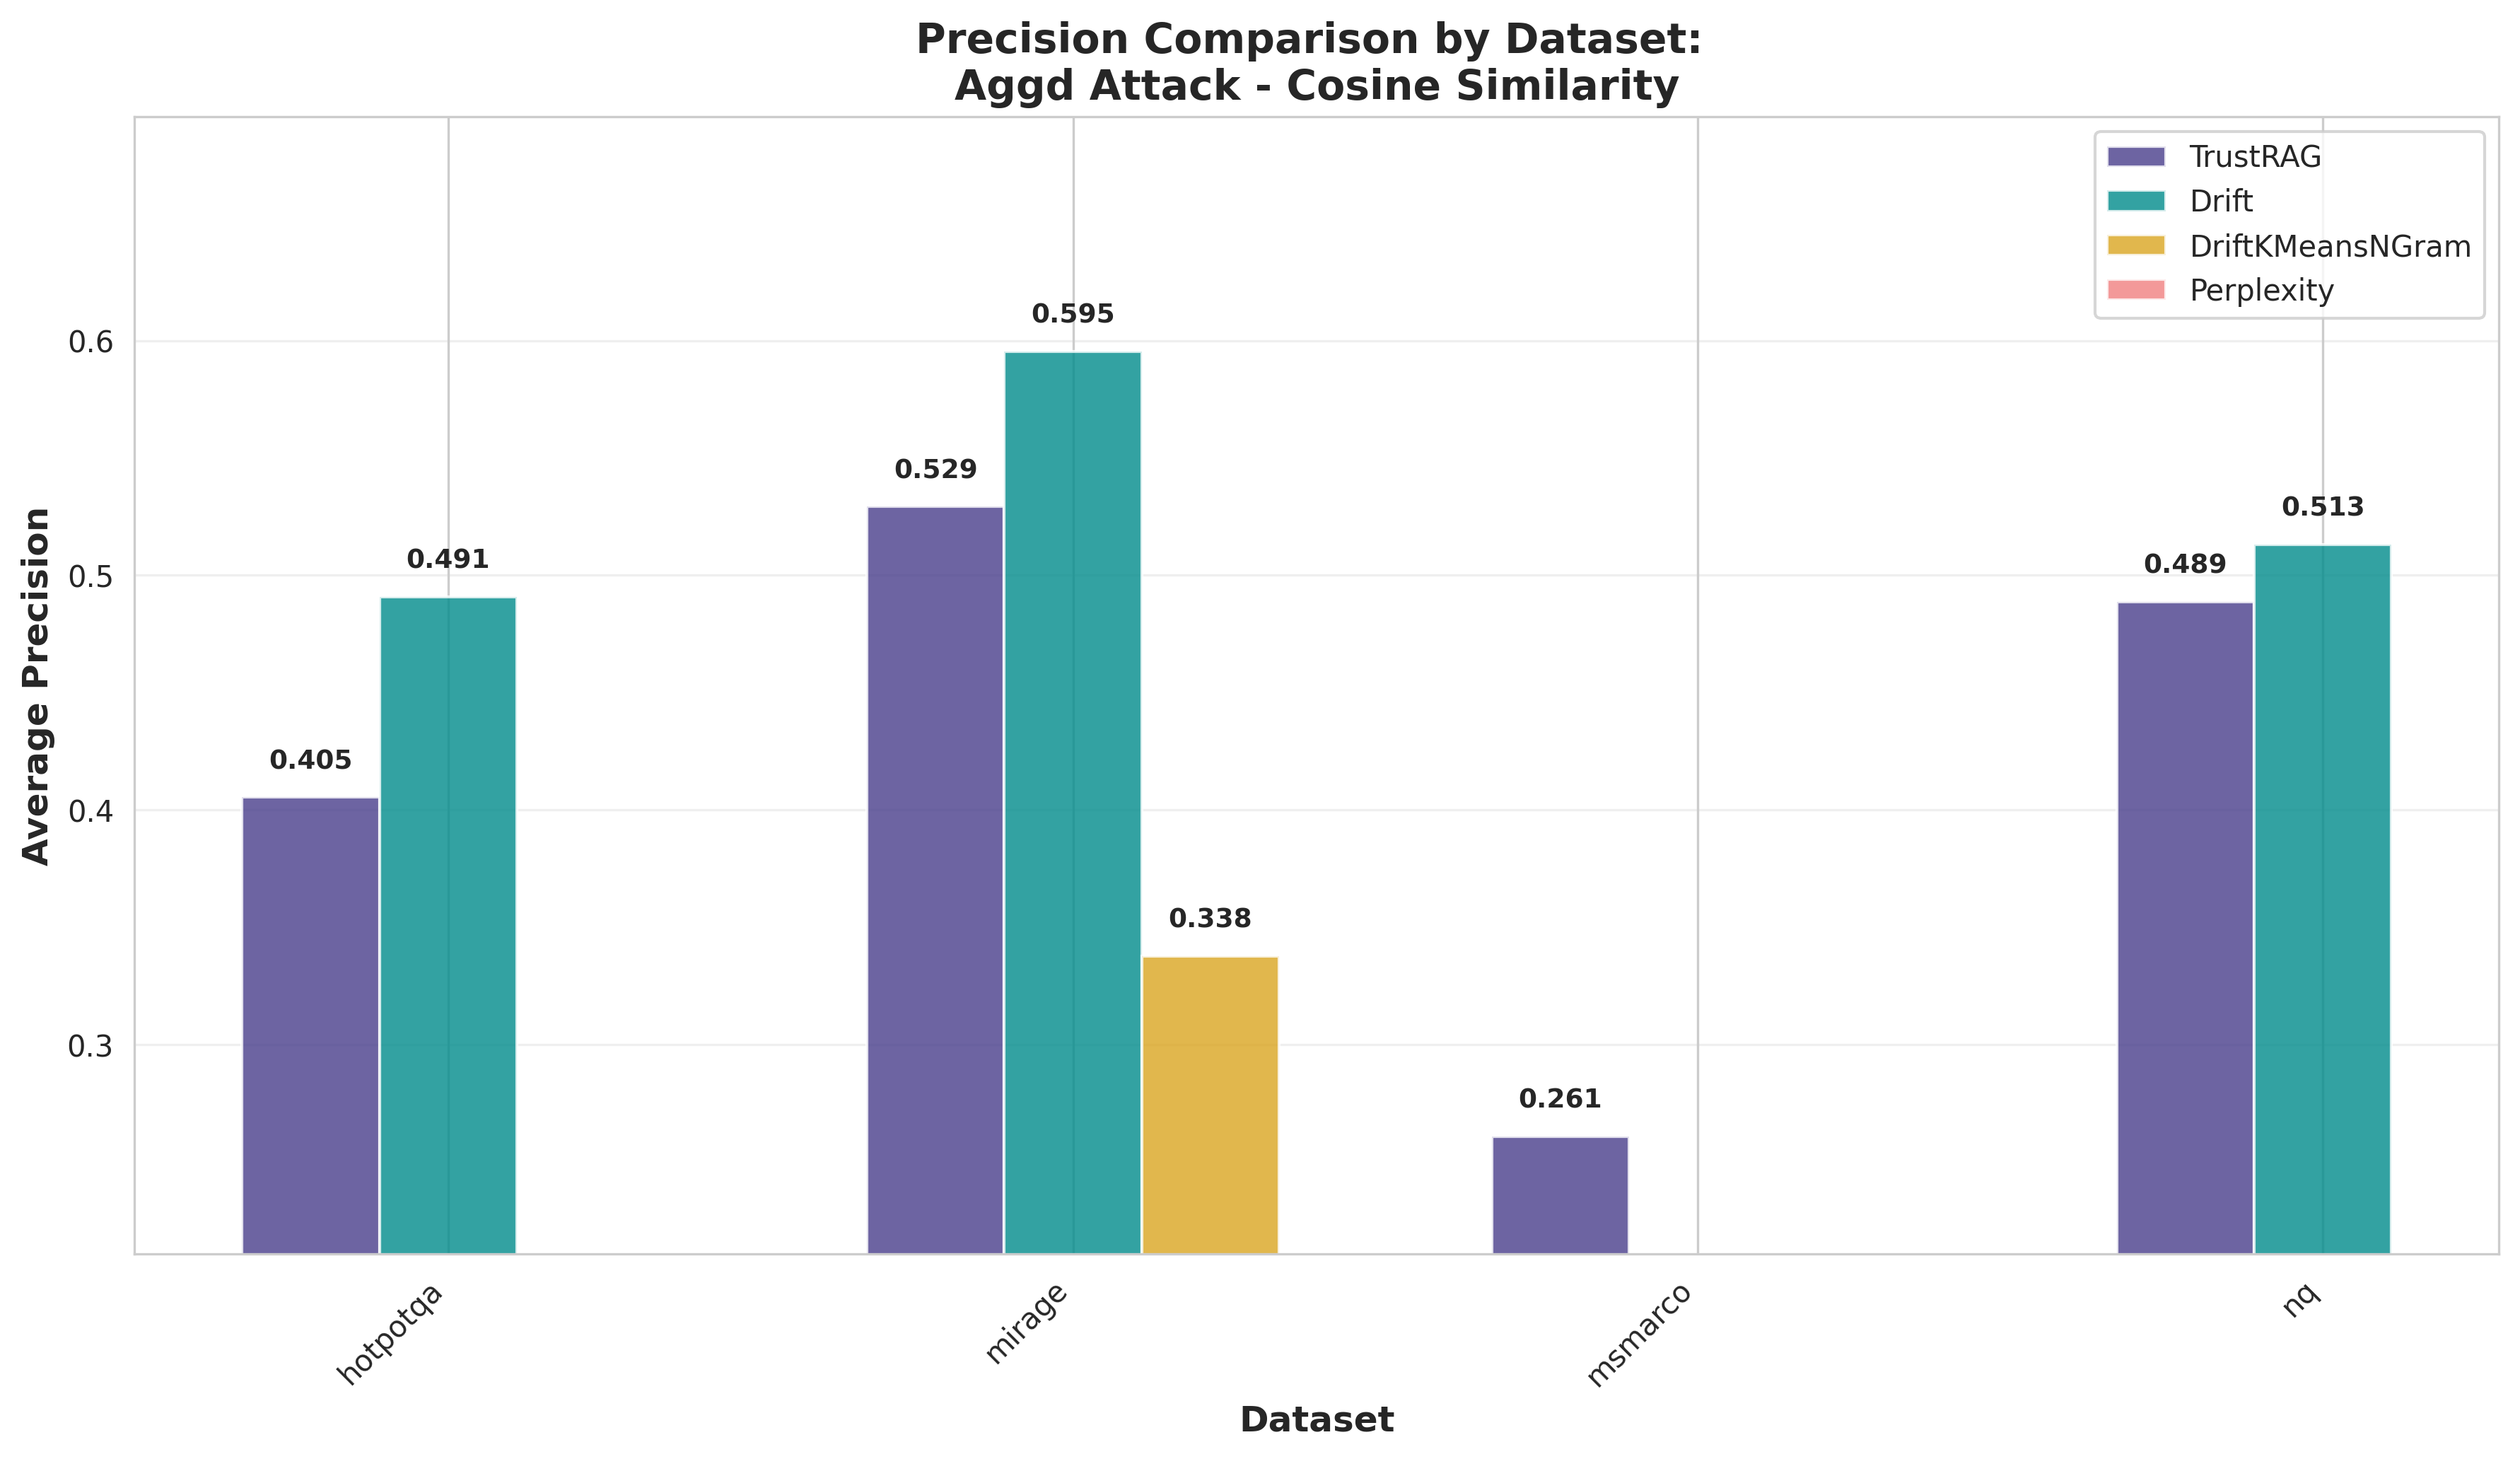 Precision Comparison by Dataset:
Aggd Attack - Cosine Similarity
TrustRAG
Drift
DriftKMeansNGram
Perplexity
Average Precision
0.6
0.5
0.4
0.3
0.405
0.491
0.529
0.595
0.338
0.261
0.489
0.513
hotpotqa
mirage
msmarco
nq
Dataset